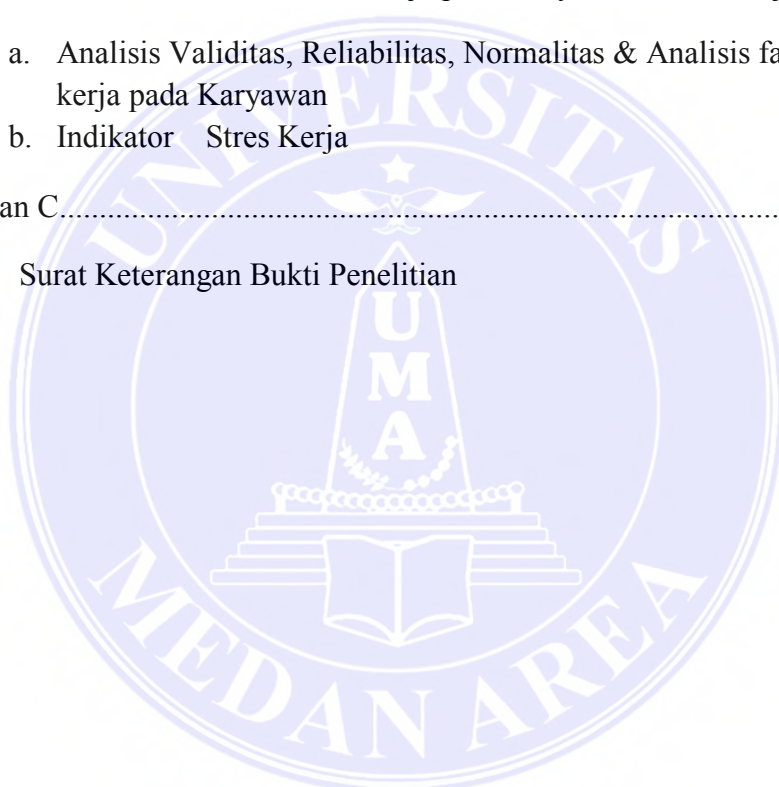 a. Analisis Validitas, Reliabilitas, Normalitas & Analisis fa
kerja pada Karyawan
b. Indikator Stres Kerja
an C................................................................................
Surat Keterangan Bukti Penelitian
UNIVERSITAS
UMA
MEDAN AREA